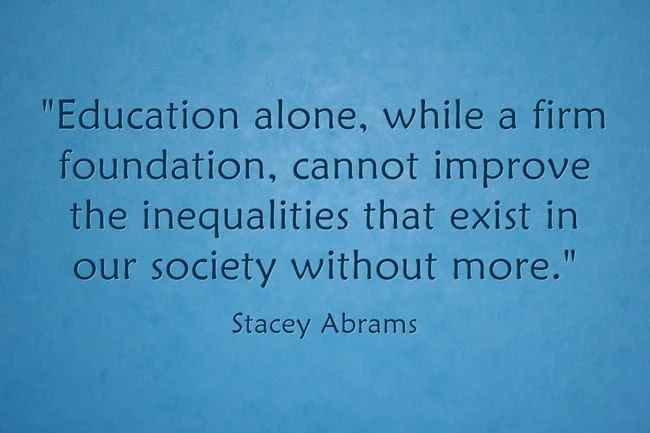 "Education alone, while a firm
foundation, cannot improve
the inequalities that exist in
our society without more."
Stacey Abrams